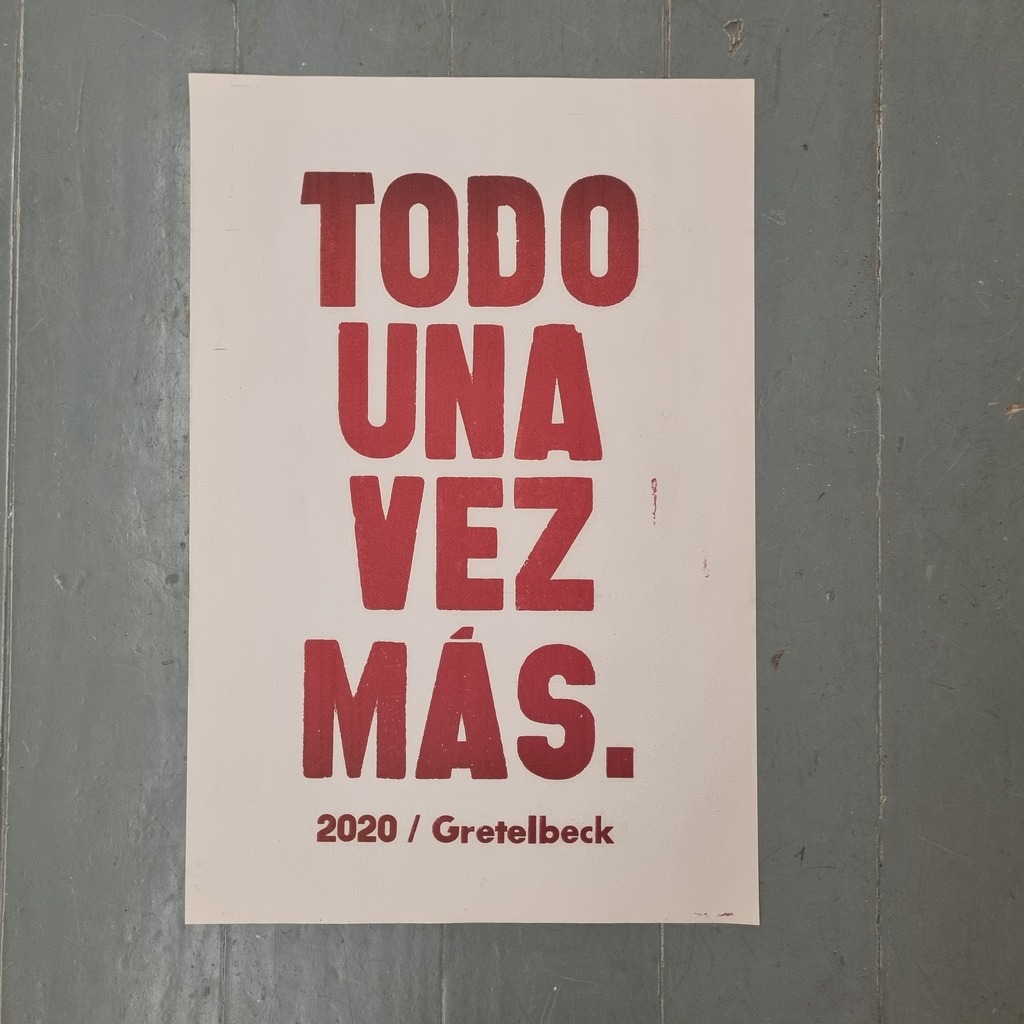 TODO
UNA
VEZ
MÁS.
2020 / Gretelbeck